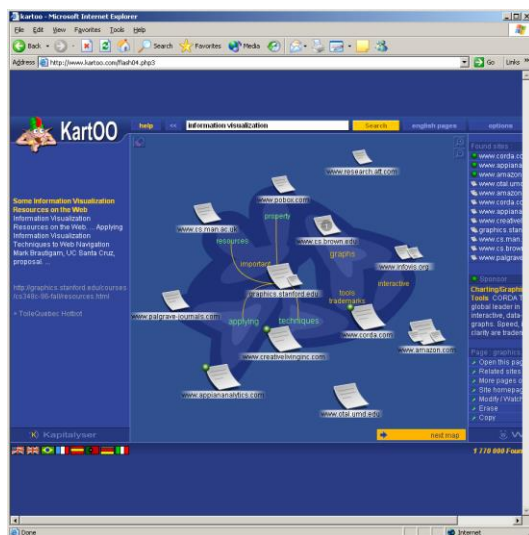 kartoo - Microsoft Internet Explorer
File Edit View Favorites Tools Help
Back Search Favorites Media
Address http://www.kartoo.com/flash04.php3 Go Links
KartOO
help << information visualization Search english pages options
Some Information Visualization
Resources on the Web
Information Visualization
Resources on the Web, ... Applying
Information Visualization
Techniques to Web Navigation
Mark Brautigam, UC Santa Cruz,
proposal. ...
http://graphics.stanford.edu/courses
/cs348c-96-fall/resources.html
+ ToileQuebec Hotbot
www.research.att.com
www.pobox.com
property
www.cs.man.ac.uk
resources
www.cs.brown.edu
graphs
important
www.infovis.org
graphics.stanford.edu
interactive
tools
trademarks
www.palgrave-journals.com
applying
techniques
www.corda.com
www.creativelivinginc.com
www.amazon.com
www.appiananalytics.com
www.otal.umd.edu
next map
Found sites
www.corda.co
www.appiana
www.amazon
www.otal.umd
www.corda.co
www.appiana
www.creative
graphics.stan
www.cs.man.
www.cs.brown
www.palgrav
Sponsor
Charting/Graphi
Tools CORDA T
global leader in
interactive, data-
graphs. Speed,
clarity are tradem
Page : graphics.
Open this pag
Related sites
More pages o
Site homepag
Modify / Watch
Erase
Copy
Kapitalyser
1 770 000 Foun
Done
Internet